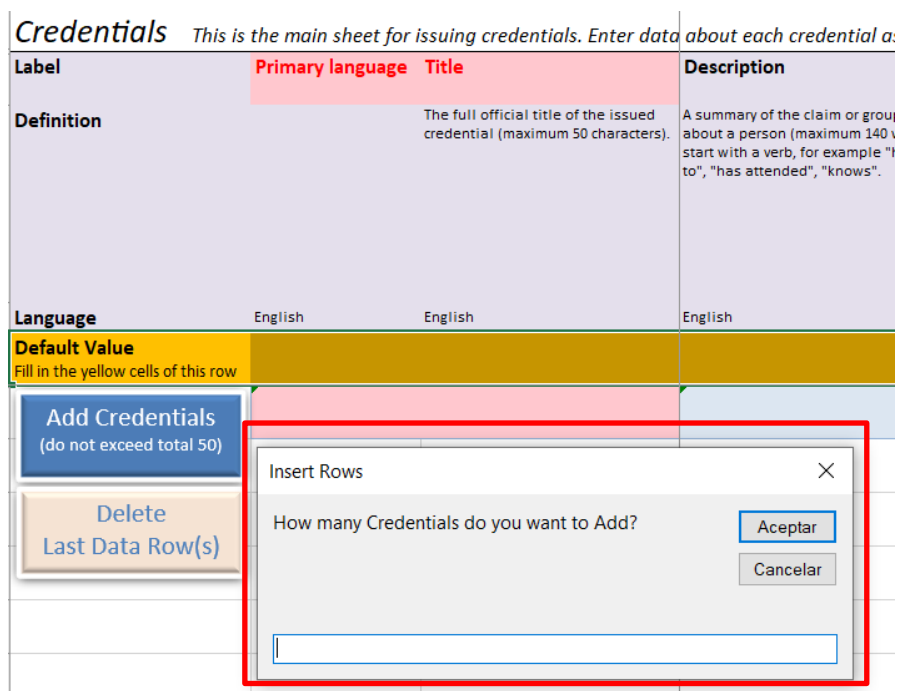 Credentials This is the main sheet for issuing credentials. Enter data about each credential
Label Primary language Title Description
Definition
The full official title of the issued
credential (maximum 50 characters).
A summary of the claim or
about a person (maximum 140
start with a verb, for example
to", "has attended", "knows".
Language English English English
Default Value
Fill in the yellow cells of this row
Add Credentials
(do not exceed total 50)
Delete
Last Data Row(s)
Insert Rows
How many Credentials do you want to Add?
Aceptar
Cancelar